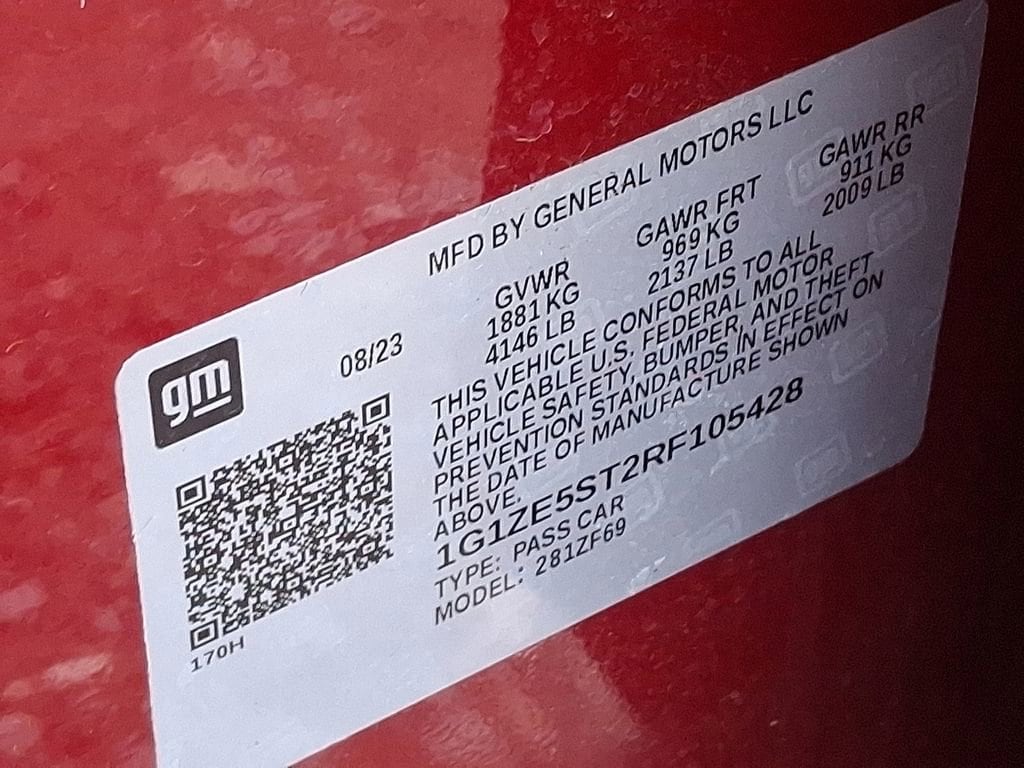 MFD BY GENERAL MOTORS LLC
gm
08/23
GVWR GAWR FRT GAWR RR
1881 KG 969 KG 911 KG
4146 LB 2137 LB 2009 LB
THIS VEHICLE CONFORMS TO ALL
APPLICABLE U.S. FEDERAL MOTOR
VEHICLE SAFETY, BUMPER, AND THEFT
PREVENTION STANDARDS IN EFFECT ON
THE DATE OF MANUFACTURE SHOWN
ABOVE.
1G1ZE5ST2RF105428
TYPE: PASS CAR
MODEL: 281ZF69
170H